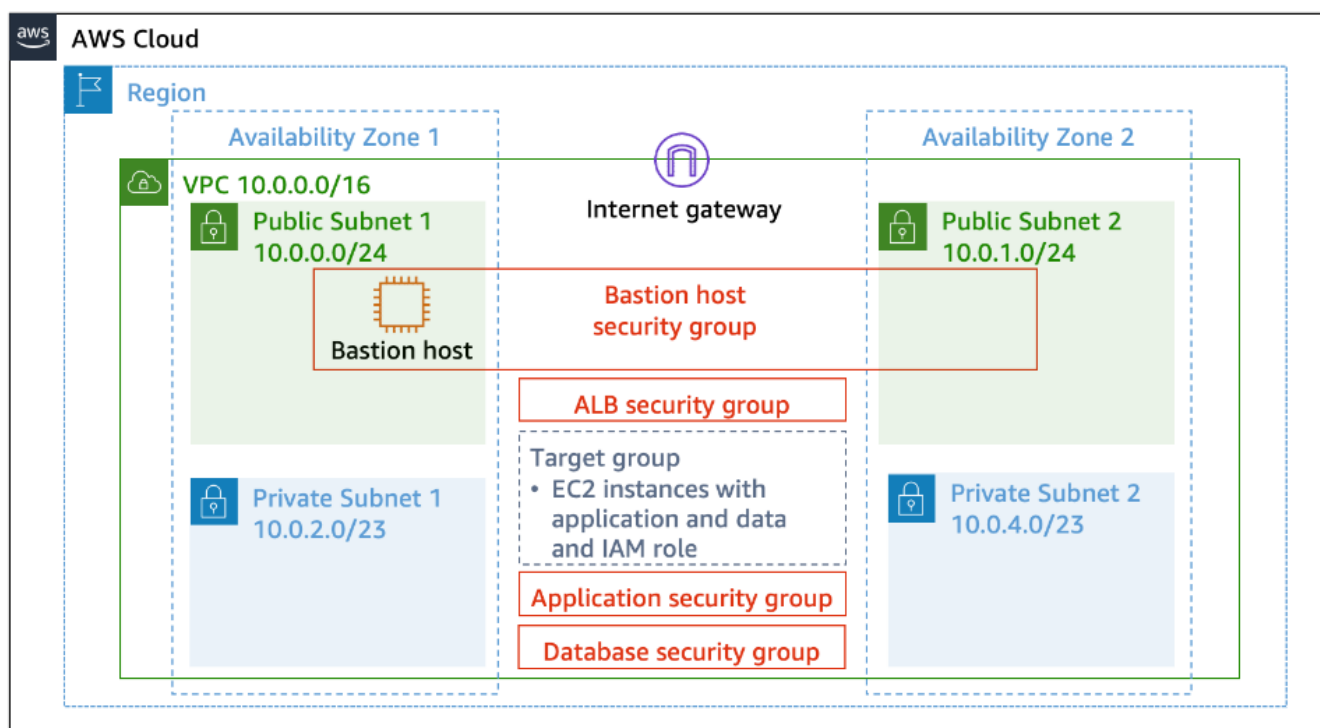 aws
AWS Cloud
Region
Availability Zone 1
Availability Zone 2
VPC 10.0.0.0/16
Internet gateway
Public Subnet 1
10.0.0.0/24
Public Subnet 2
10.0.1.0/24
Bastion host
Bastion host
security group
ALB security group
Target group
• EC2 instances with
application and data
and IAM role
Private Subnet 1
10.0.2.0/23
Private Subnet 2
10.0.4.0/23
Application security group
Database security group